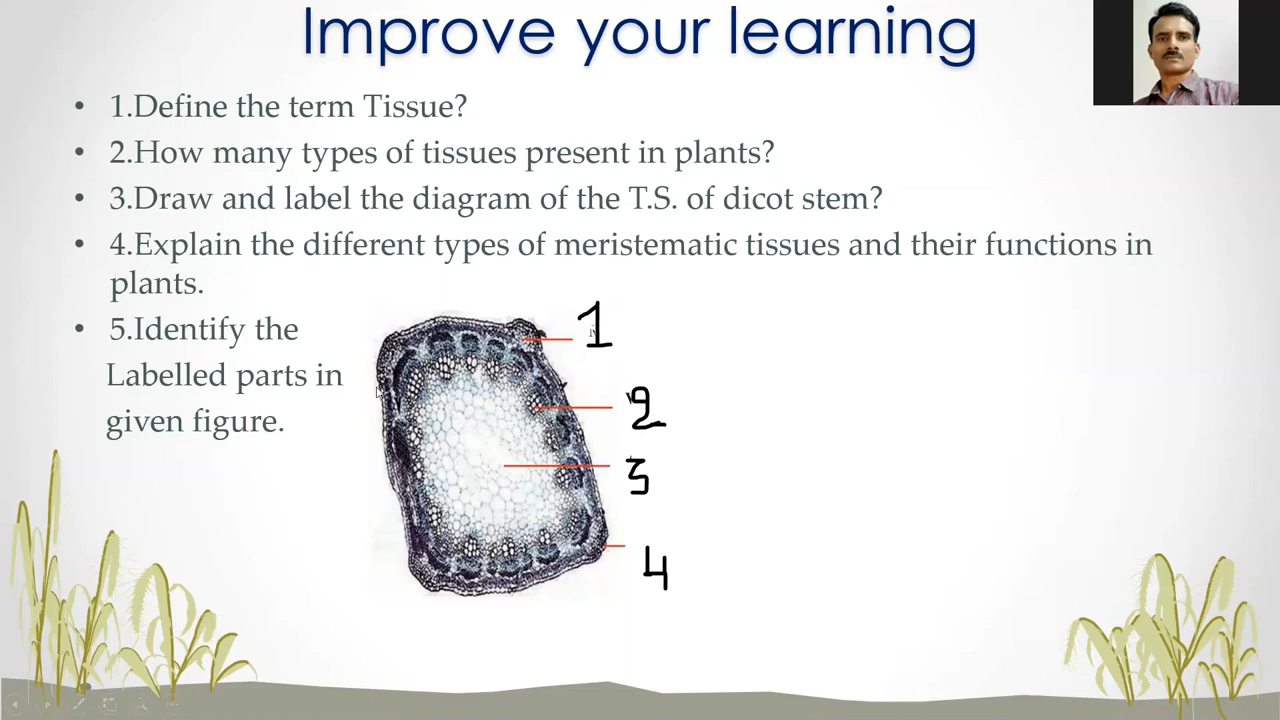 Improve your learning
• 1.Define the term Tissue?
• 2.How many types of tissues present in plants?
• 3.Draw and label the diagram of the T.S. of dicot stem?
• 4.Explain the different types of meristematic tissues and their functions in
plants.
• 5.Identify the
Labelled parts in
given figure.
1
2
3
4